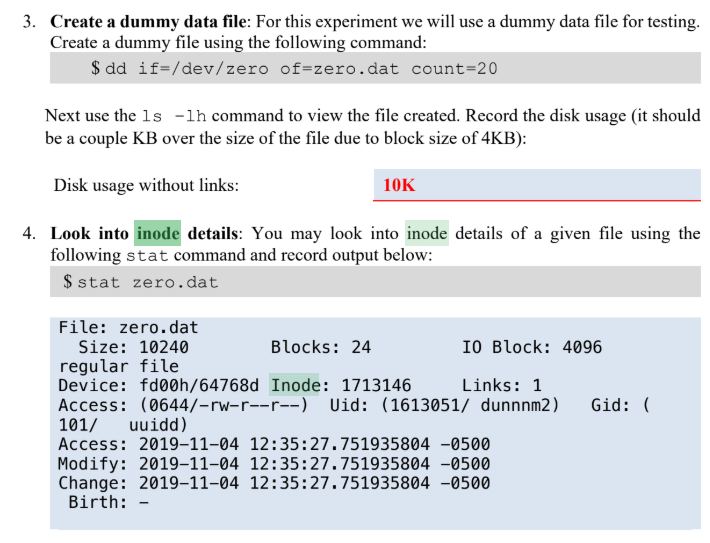 3. Create a dummy data file: For this experiment we will use a dummy data file for testing.
Create a dummy file using the following command:
$ dd if=/dev/zero of=zero.dat count=20
Next use the ls -lh command to view the file created. Record the disk usage (it should
be a couple KB over the size of the file due to block size of 4KB):
Disk usage without links: 10K
4. Look into inode details: You may look into inode details of a given file using the
following stat command and record output below:
$ stat zero.dat
File: zero.dat
Size: 10240 Blocks: 24 IO Block: 4096
regular file
Device: fd00h/64768d Inode: 1713146 Links: 1
Access: (0644/-rw-r--r--) Uid: (1613051/ dunnnm2) Gid: (
101/ uuidd)
Access: 2019-11-04 12:35:27.751935804 -0500
Modify: 2019-11-04 12:35:27.751935804 -0500
Change: 2019-11-04 12:35:27.751935804 -0500
Birth: -